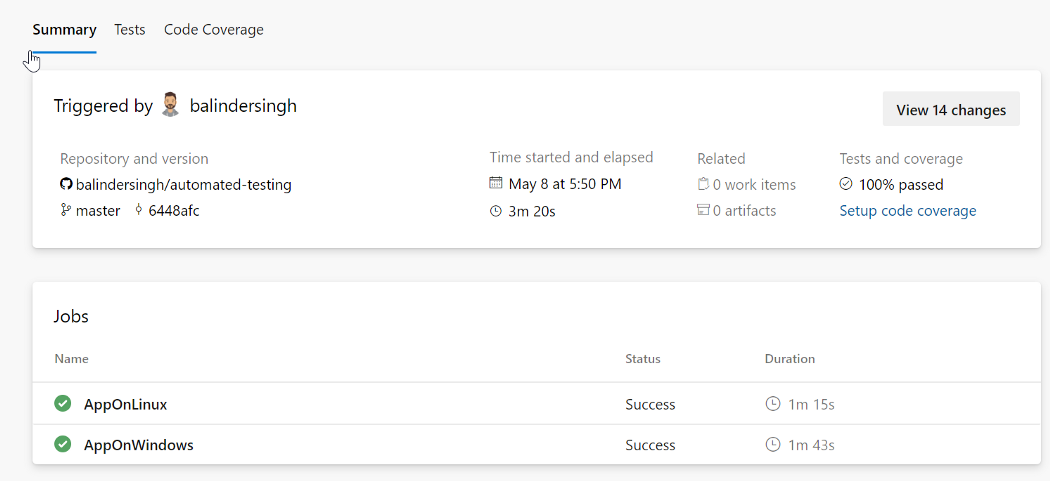 Summary Tests Code Coverage
Triggered by balindersingh
View 14 changes
Repository and version
balindersingh/automated-testing
master 6448afc
Time started and elapsed
May 8 at 5:50 PM
3m 20s
Related
0 work items
0 artifacts
Tests and coverage
100% passed
Setup code coverage
Jobs
Name Status Duration
AppOnLinux Success 1m 15s
AppOnWindows Success 1m 43s